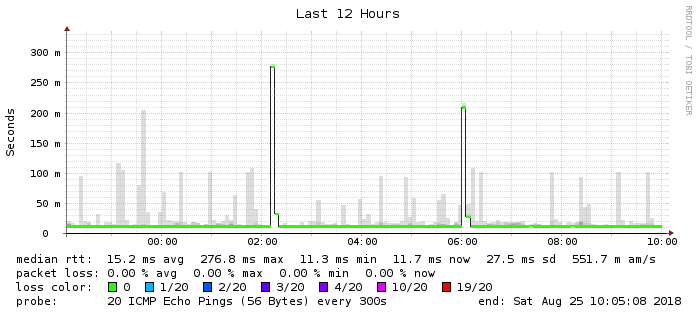 Last 12 Hours
RRDTOOL / TOBI OETIKER
Seconds
300 m
250 m
200 m
150 m
100 m
50 m
0
00:00 02:00 04:00 06:00 08:00 10:00
median rtt: 15.2 ms avg 276.8 ms max 11.3 ms min 11.7 ms now 27.5 ms sd 551.7 m am/s
packet loss: 0.00 % avg 0.00 % max 0.00 % min 0.00 % now
loss color: 0 1/20 2/20 3/20 4/20 10/20 19/20
probe: 20 ICMP Echo Pings (56 Bytes) every 300s end: Sat Aug 25 10:05:08 2018